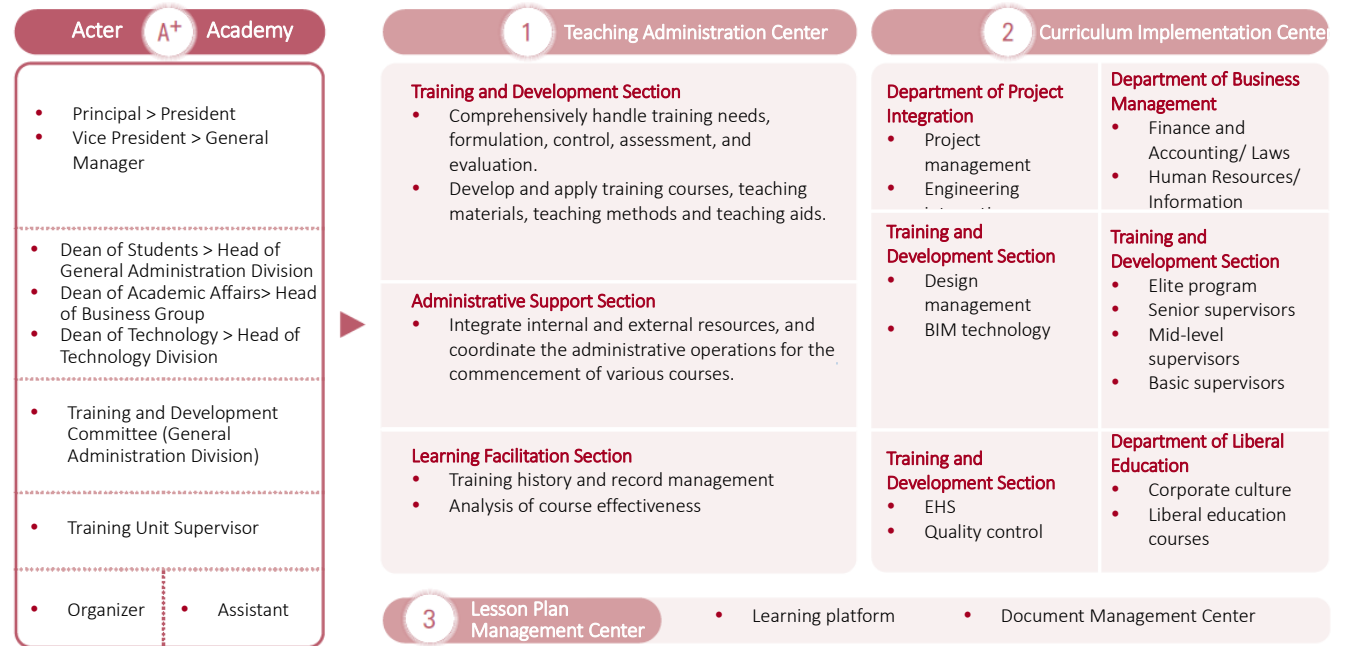 Acter A+ Academy
• Principal > President
• Vice President > General
Manager
• Dean of Students > Head of
General Administration Division
• Dean of Academic Affairs> Head
of Business Group
• Dean of Technology > Head of
Technology Division
• Training and Development
Committee (General
Administration Division)
• Training Unit Supervisor
• Organizer
• Assistant
1 Teaching Administration Center
Training and Development Section
• Comprehensively handle training needs,
formulation, control, assessment, and
evaluation.
• Develop and apply training courses, teaching
materials, teaching methods and teaching aids.
Administrative Support Section
• Integrate internal and external resources, and
coordinate the administrative operations for the
commencement of various courses.
Learning Facilitation Section
• Training history and record management
• Analysis of course effectiveness
2 Curriculum Implementation Center
Department of Project
Integration
• Project
management
• Engineering
Department of Business
Management
• Finance and
Accounting/ Laws
• Human Resources/
Information
Training and
Development Section
• Design
management
• BIM technology
Training and
Development Section
• Elite program
• Senior supervisors
• Mid-level
supervisors
• Basic supervisors
Training and
Development Section
• EHS
• Quality control
Department of Liberal
Education
• Corporate culture
• Liberal education
courses
3 Lesson Plan
Management Center
• Learning platform
• Document Management Center